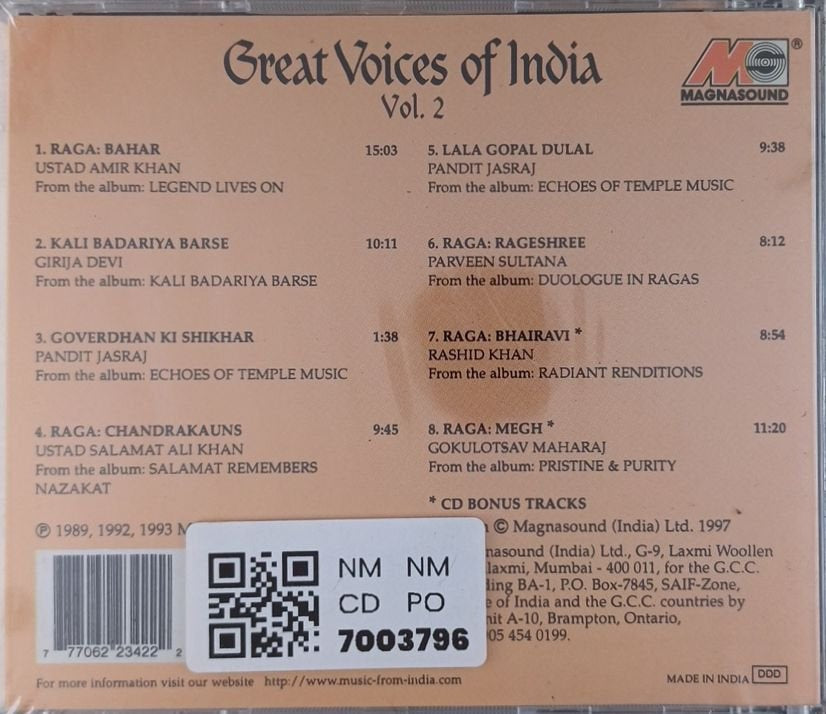 Great Voices of India
Vol. 2
MAGNASOUND ®
1. RAGA: BAHAR 15:03
USTAD AMIR KHAN
From the album: LEGEND LIVES ON
2. KALI BADARIYA BARSE 10:11
GIRIJA DEVI
From the album: KALI BADARIYA BARSE
3. GOVERDHAN KI SHIKHAR 1:38
PANDIT JASRAJ
From the album: ECHOES OF TEMPLE MUSIC
4. RAGA: CHANDRAKAUNS 9:45
USTAD SALAMAT ALI KHAN
From the album: SALAMAT REMEMBERS
NAZAKAT
5. LALA GOPAL DULAL 9:38
PANDIT JASRAJ
From the album: ECHOES OF TEMPLE MUSIC
6. RAGA: RAGESHREE 8:12
PARVEEN SULTANA
From the album: DUOLOGUE IN RAGAS
7. RAGA: BHAIRAVI * 8:54
RASHID KHAN
From the album: RADIANT RENDITIONS
8. RAGA: MEGH * 11:20
GOKULOTSAV MAHARAJ
From the album: PRISTINE & PURITY
* CD BONUS TRACKS
℗ 1989, 1992, 1993 © Magnasound (India) Ltd. 1997
(India) Ltd., G-9, Laxmi Woollen
Mumbai - 400 011, for the G.C.C.
BA-1, P.O. Box-7845, SAIF-Zone,
of India and the G.C.C. countries by
A-10, Brampton, Ontario,
454 0199.
7 77062 23422 2
NM NM
CD PO
7003796
For more information visit our website http://www.music-from-india.com
MADE IN INDIA DDD